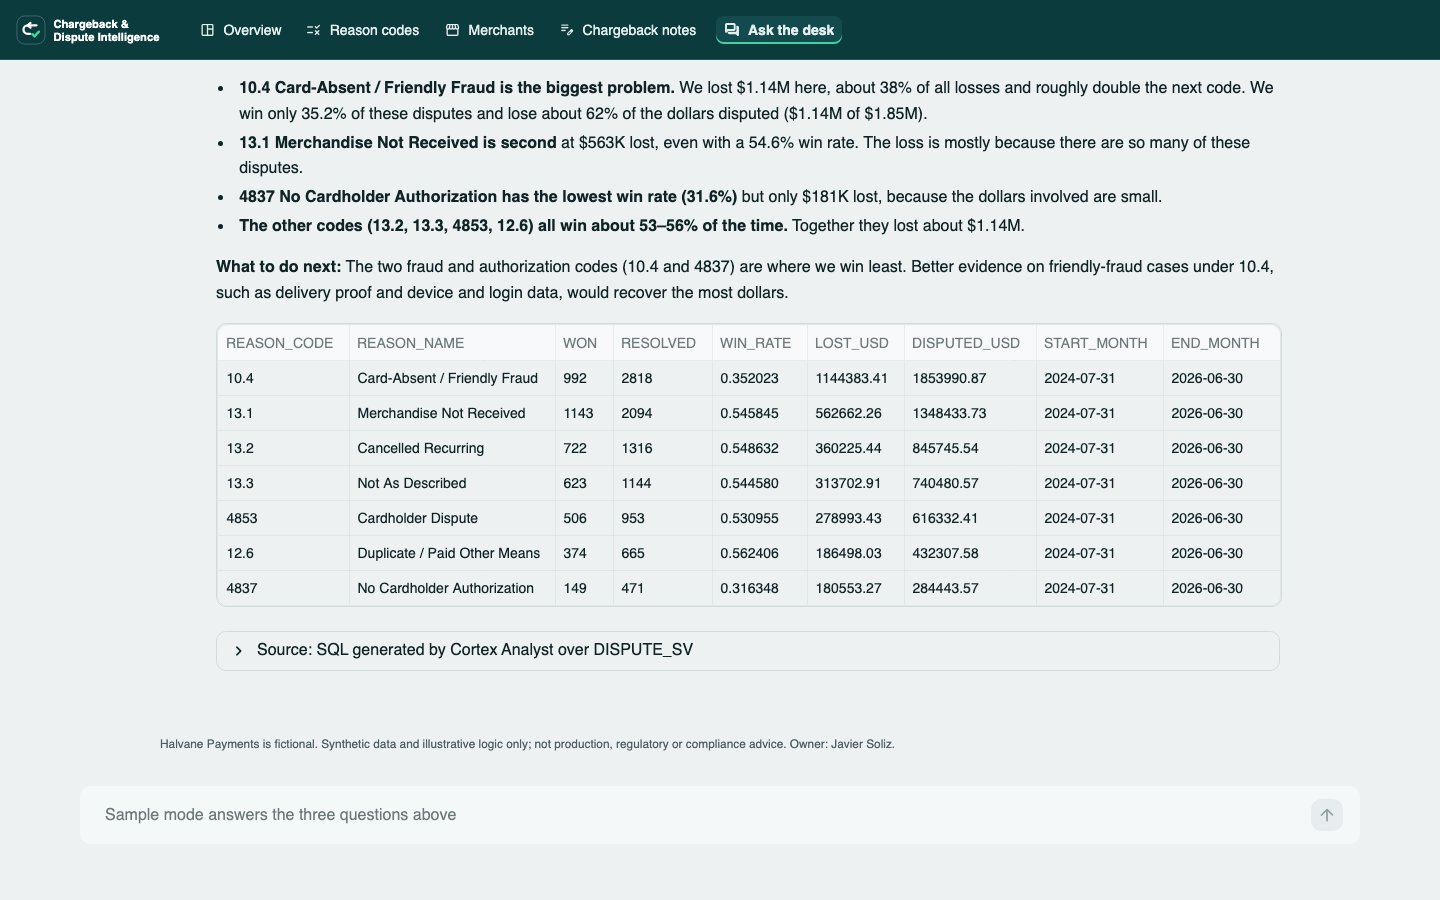 Chargeback &
Dispute Intelligence
Overview
Reason codes
Merchants
Chargeback notes
Ask the desk
• 10.4 Card-Absent / Friendly Fraud is the biggest problem. We lost $1.14M here, about 38% of all losses and roughly double the next code. We
win only 35.2% of these disputes and lose about 62% of the dollars disputed ($1.14M of $1.85M).
• 13.1 Merchandise Not Received is second at $563K lost, even with a 54.6% win rate. The loss is mostly because there are so many of these
disputes.
• 4837 No Cardholder Authorization has the lowest win rate (31.6%) but only $181K lost, because the dollars involved are small.
• The other codes (13.2, 13.3, 4853, 12.6) all win about 53–56% of the time. Together they lost about $1.14M.
What to do next: The two fraud and authorization codes (10.4 and 4837) are where we win least. Better evidence on friendly-fraud cases under 10.4,
such as delivery proof and device and login data, would recover the most dollars.
REASON_CODE REASON_NAME WON RESOLVED WIN_RATE LOST_USD DISPUTED_USD START_MONTH END_MONTH
10.4 Card-Absent / Friendly Fraud 992 2818 0.352023 1144383.41 1853990.87 2024-07-31 2026-06-30
13.1 Merchandise Not Received 1143 2094 0.545845 562662.26 1348433.73 2024-07-31 2026-06-30
13.2 Cancelled Recurring 722 1316 0.548632 360225.44 845745.54 2024-07-31 2026-06-30
13.3 Not As Described 623 1144 0.544580 313702.91 740480.57 2024-07-31 2026-06-30
4853 Cardholder Dispute 506 953 0.530955 278993.43 616332.41 2024-07-31 2026-06-30
12.6 Duplicate / Paid Other Means 374 665 0.562406 186498.03 432307.58 2024-07-31 2026-06-30
4837 No Cardholder Authorization 149 471 0.316348 180553.27 284443.57 2024-07-31 2026-06-30
Source: SQL generated by Cortex Analyst over DISPUTE_SV
Halvane Payments is fictional. Synthetic data and illustrative logic only; not production, regulatory or compliance advice. Owner: Javier Soliz.
Sample mode answers the three questions above